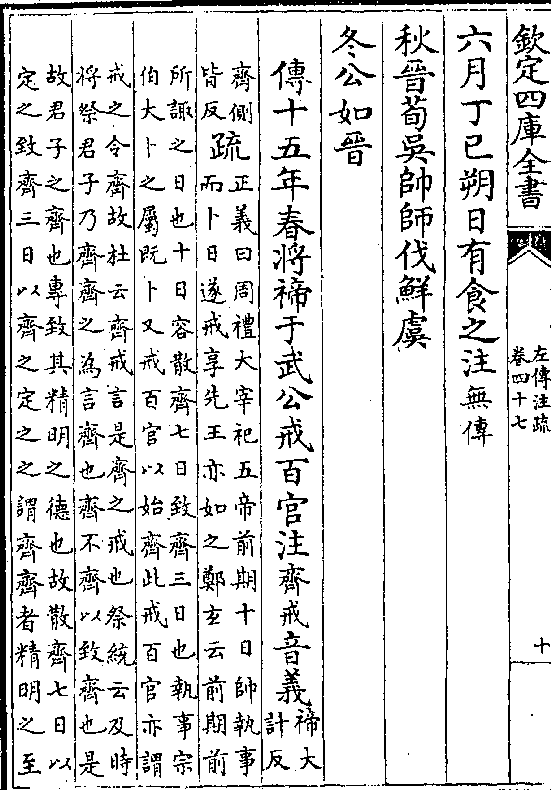 欽定四庫全書
左傳注疏
卷四十七
十
六月丁巳朔日有食之注無傳
秋晉荀吳帥師伐鮮虞
冬公如晉
傳十五年春將禘于武公戒百官注齊戒音義禘大
計反
齊側
皆反
疏
正義曰周禮大宰祀五帝前期十日帥執事
而卜日遂戒享先王亦如之鄭玄云前期前
所諏之日也十日容散齊七日致齊三日也執事宗
伯大卜之屬既卜又戒百官以始齊此戒百官亦謂
戒之令齊故杜云齊戒言是齊之戒也祭統云及時
將祭君子乃齊齊之為言齊也齊不齊以致齊也是
故君子之齊也專致其精明之德也故散齊七日以
定之致齊三日以齊之定之之謂齊齊者精明之至